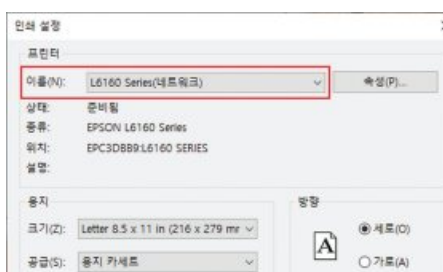 인쇄 설정
프린터
이름(N): L6160 Series(네트워크) 속성(P)...
상태: 준비됨
종류: EPSON L6160 Series
위치: EPC3DBB9:L6160 SERIES
설명:
용지 방향
크기(Z): Letter 8.5 x 11 in (216 x 279 mr 세로(O)
공급(S): 용지 카세트 가로(A)